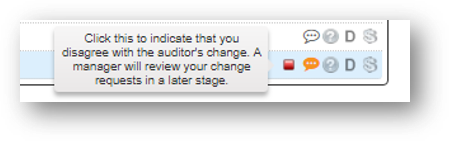 Click this to indicate that you
disagree with the auditor's change. A
manager will review your change
requests in a later stage.
? D S
? D S